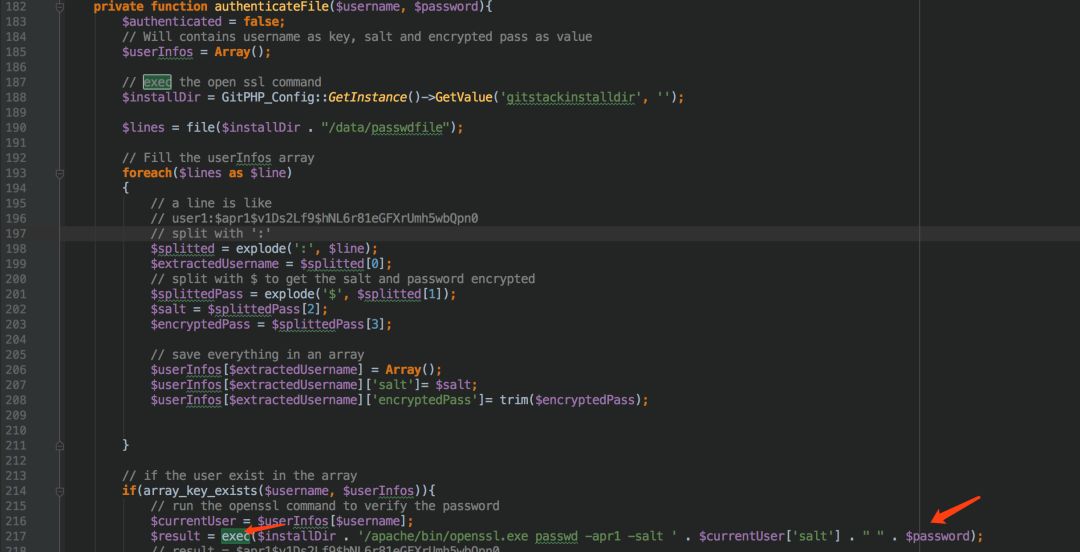 182 private function authenticateFile($username, $password){
183 $authenticated = false;
184 // Will contains username as key, salt and encrypted pass as value
185 $userInfos = Array();
186
187 // exec the open ssl command
188 $installDir = GitPHP_Config::GetInstance()->GetValue('gitstackinstalldir', '');
189
190 $lines = file($installDir . "/data/passwdfile");
191
192 // Fill the userInfos array
193 foreach($lines as $line)
194 {
195 // a line is like
196 // user1:$apr1$v1Ds2Lf9$hNL6r81eGFXrUmh5wbQpn0
197 // split with ':'
198 $splitted = explode(':', $line);
199 $extractedUsername = $splitted[0];
200 // split with $ to get the salt and password encrypted
201 $splittedPass = explode('$', $splitted[1]);
202 $salt = $splittedPass[2];
203 $encryptedPass = $splittedPass[3];
204
205 // save everything in an array
206 $userInfos[$extractedUsername] = Array();
207 $userInfos[$extractedUsername]['salt']= $salt;
208 $userInfos[$extractedUsername]['encryptedPass']= trim($encryptedPass);
209
210
211 }
212
213 // if the user exist in the array
214 if(array_key_exists($username, $userInfos)){
215 // run the openssl command to verify the password
216 $currentUser = $userInfos[$username];
217 $result = exec($installDir . '/apache/bin/openssl.exe passwd -apr1 -salt ' . $currentUser['salt'] . " " . $password);
218 // result = $apr1$v1Ds2Lf9$hNL6r81eGFXrUmh5wbQpn0